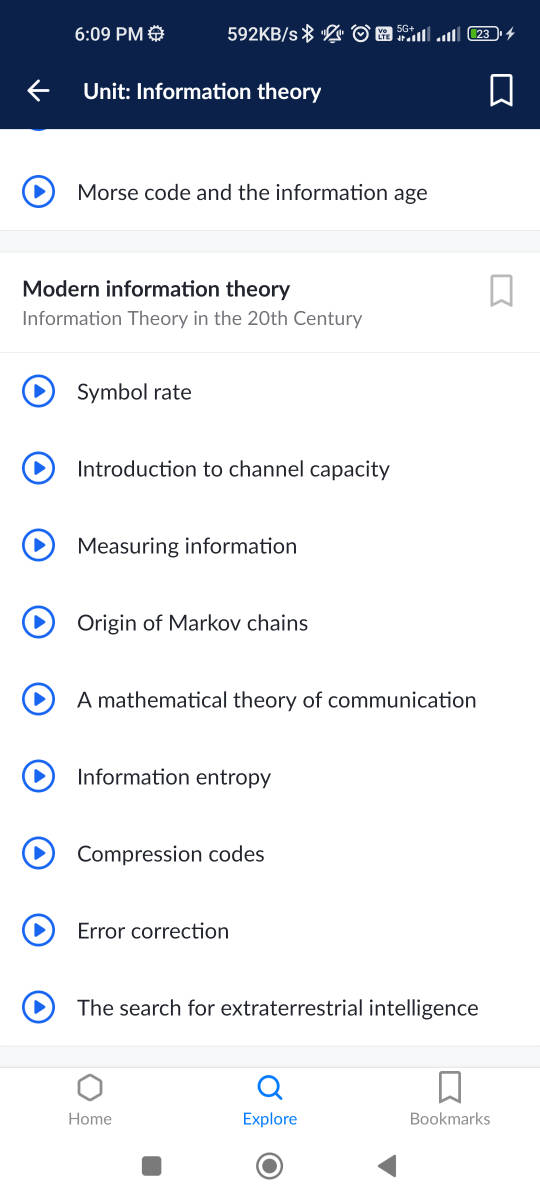 6:09 PM 592KB/s Vo LTE 5G+ 23
Unit: Information theory
Morse code and the information age
Modern information theory
Information Theory in the 20th Century
Symbol rate
Introduction to channel capacity
Measuring information
Origin of Markov chains
A mathematical theory of communication
Information entropy
Compression codes
Error correction
The search for extraterrestrial intelligence
Home Explore Bookmarks